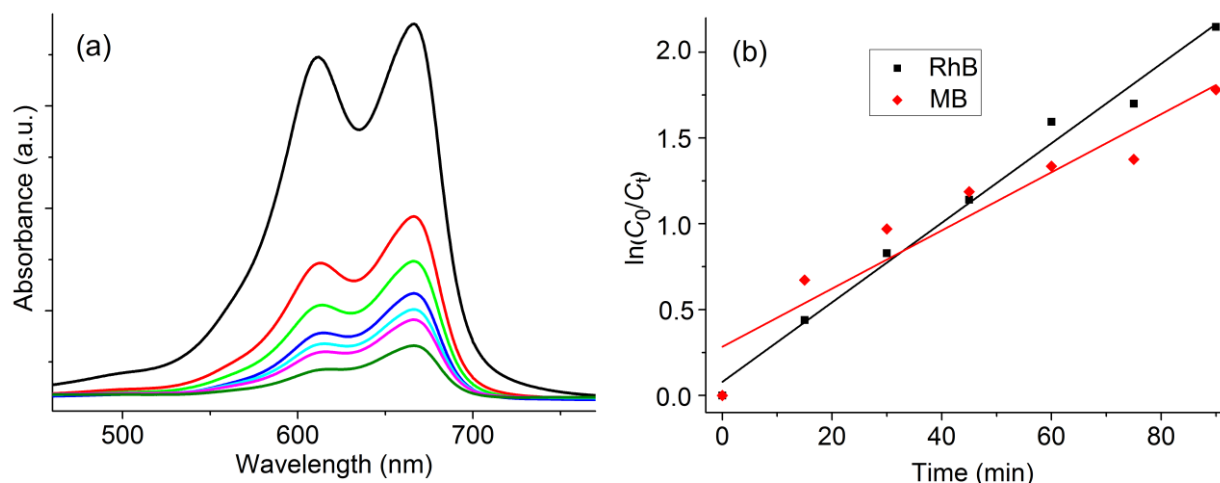 (a)
Absorbance (a.u.)
500
600
700
Wavelength (nm)
(b)
RhB
MB
ln(C0/Ct)
2.0
1.5
1.0
0.5
0.0
0
20
40
60
80
Time (min)